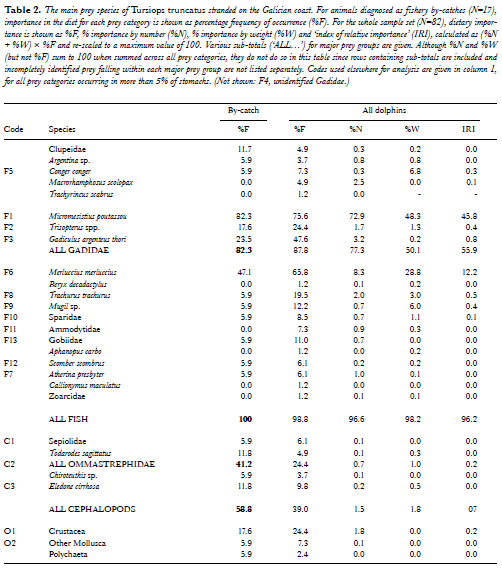 Table 2. The main prey species of Tursiops truncatus stranded on the Galician coast. For animals diagnosed as fishery by-catches (N=17),
importance in the diet for each prey category is shown as percentage frequency of occurrence (%F). For the whole sample set (N=82), dietary impor-
tance is shown as %F, % importance by number (%N), % importance by weight (%W) and 'index of relative importance' (IRI), calculated as (%N
+ %W) × %F and re-scaled to a maximum value of 100. Various sub-totals ('ALL...') for major prey groups are given. Although %N and %W
(but not %F) sum to 100 when summed across all prey categories, they do not do so in this table since rows containing sub-totals are included and
incompletely identified prey falling within each major prey group are not listed separately. Codes used elsewhere for analysis are given in column 1,
for all prey categories occurring in more than 5% of stomachs. (Not shown: F4, unidentified Gadidae.)
By-catch All dolphins
Code Species %F %F %N %W IRI
Clupeidae 11.7 4.9 0.3 0.2 0.0
Argentina sp. 5.9 3.7 0.8 0.8 0.0
F5 Conger conger 5.9 7.3 0.3 6.8 0.3
Macrorhamphosus scolopax 0.0 4.9 2.5 0.0 0.1
Trachyrincus scabrus 0.0 1.2 0.0 - -
F1 Micromesistius poutassou 82.3 75.6 72.9 48.3 45.8
F2 Trisopterus spp. 17.6 24.4 1.7 1.3 0.4
F3 Gadiculus argenteus thori 23.5 47.6 3.2 0.2 0.8
ALL GADIDAE 82.3 87.8 77.3 50.1 55.9
F6 Merluccius merluccius 47.1 65.8 8.3 28.8 12.2
Beryx decadactylus 0.0 1.2 0.1 0.2 0.0
F8 Trachurus trachurus 5.9 19.5 2.0 3.0 0.5
F9 Mugil sp. 5.9 12.2 0.7 6.0 0.4
F10 Sparidae 5.9 8.5 0.7 1.1 0.1
F11 Ammodytidae 0.0 7.3 0.9 0.3 0.0
F13 Gobiidae 5.9 11.0 0.7 0.0 0.0
Aphanopus carbo 0.0 1.2 0.0 0.2 0.0
F12 Scomber scombrus 5.9 6.1 0.2 0.2 0.0
F7 Atherina presbyter 5.9 6.1 1.0 0.1 0.0
Callionymus maculatus 0.0 1.2 0.0 0.0 0.0
Zoarcidae 0.0 1.2 0.1 0.1 0.0
ALL FISH 100 98.8 96.6 98.2 96.2
C1 Sepiolidae 5.9 6.1 0.1 0.0 0.0
Todarodes sagittatus 11.8 4.9 0.1 0.3 0.0
C2 ALL OMMASTREPHIDAE 41.2 24.4 0.7 1.0 0.2
Chiroteuthis sp. 5.9 3.7 0.1 0.0 0.0
C3 Eledone cirrhosa 11.8 9.8 0.2 0.5 0.0
ALL CEPHALOPODS 58.8 39.0 1.5 1.8 07
O1 Crustacea 17.6 24.4 1.8 0.0 0.2
O2 Other Mollusca 5.9 7.3 0.1 0.0 0.0
Polychaeta 5.9 2.4 0.0 0.0 0.0